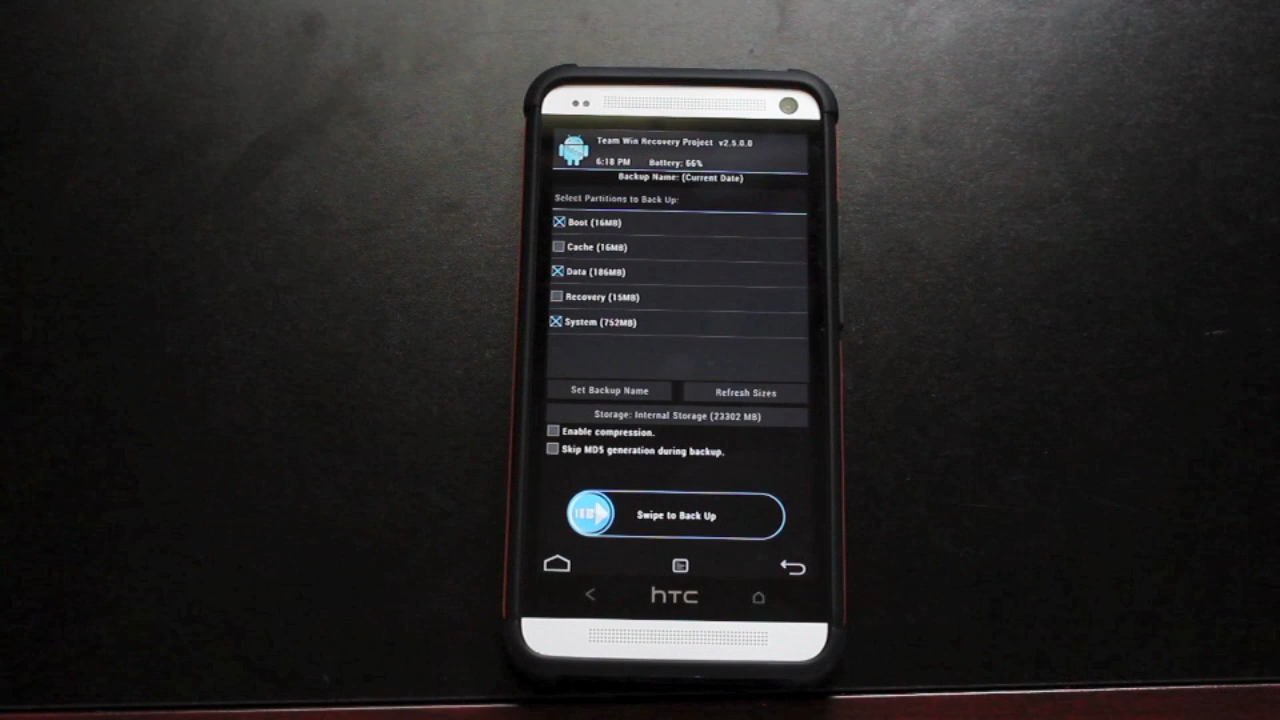 Team Win Recovery Project v2.5.0.0
6:18 PM Battery: 66%
Backup Name: (Current Date)
Select Partitions to Back Up:
Boot (16MB)
Cache (16MB)
Data (186MB)
Recovery (15MB)
System (752MB)
Set Backup Name
Refresh Sizes
Storage: Internal Storage (23302 MB)
Enable compression.
Skip MD5 generation during backup.
Swipe to Back Up
hTC